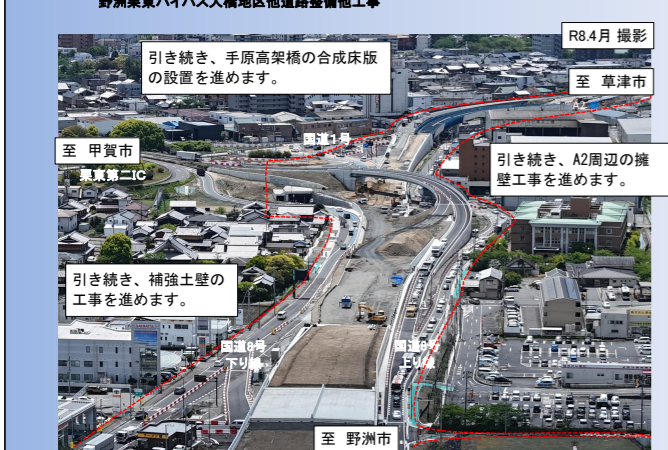 野洲栗東バイパス大橋地区他道路整備他工事
R8.4月 撮影
引き続き、手原高架橋の合成床版
の設置を進めます。
至 草津市
国道1号
至 甲賀市
栗東第二IC
引き続き、A2周辺の擁
壁工事を進めます。
引き続き、補強土壁の
工事を進めます。
国道8号
下り線
国道8号
上り線
至 野洲市